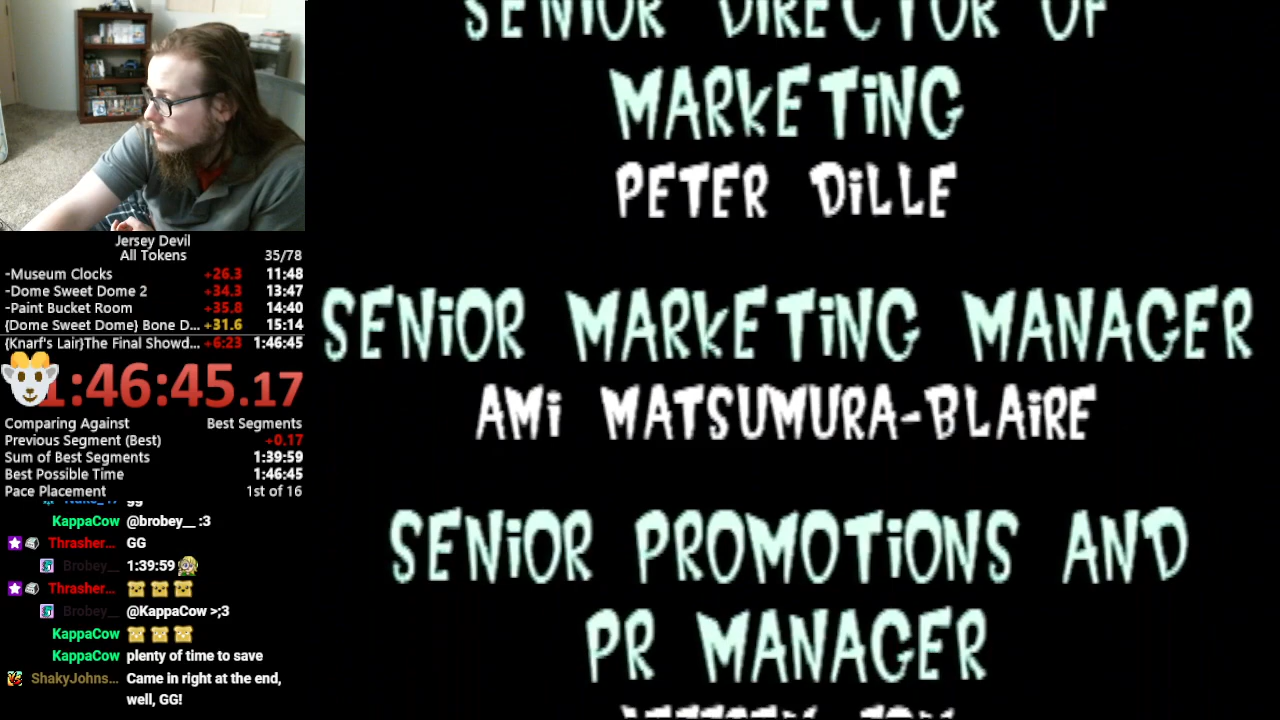 SENIOR DIRECTOR OF
MARKETING
PETER DILLE
SENIOR MARKETING MANAGER
AMI MATSUMURA-BLAIRE
SENIOR PROMOTIONS AND
PR MANAGER
Jersey Devil
All Tokens 35/78
-Museum Clocks +26.3 11:48
-Dome Sweet Dome 2 +34.3 13:47
-Paint Bucket Room +35.8 14:40
{Dome Sweet Dome} Bone D... +31.6 15:14
{Knarf's Lair}The Final Showd... +6:23 1:46:45
1:46:45.17
Comparing Against Best Segments
Previous Segment (Best) +0.17
Sum of Best Segments 1:39:59
Best Possible Time 1:46:45
Pace Placement 1st of 16
gg
KappaCow @brobey__ :3
Thrasher... GG
Brobey__ 1:39:59
Thrasher...
Brobey__ @KappaCow >;3
KappaCow
KappaCow plenty of time to save
ShakyJohns... Came in right at the end,
well, GG!